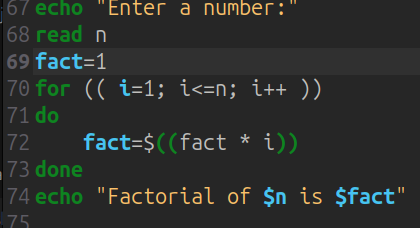 67 echo "Enter a number:"
68 read n
69 fact=1
70 for (( i=1; i<=n; i++ ))
71 do
72     fact=$((fact * i))
73 done
74 echo "Factorial of $n is $fact"
75